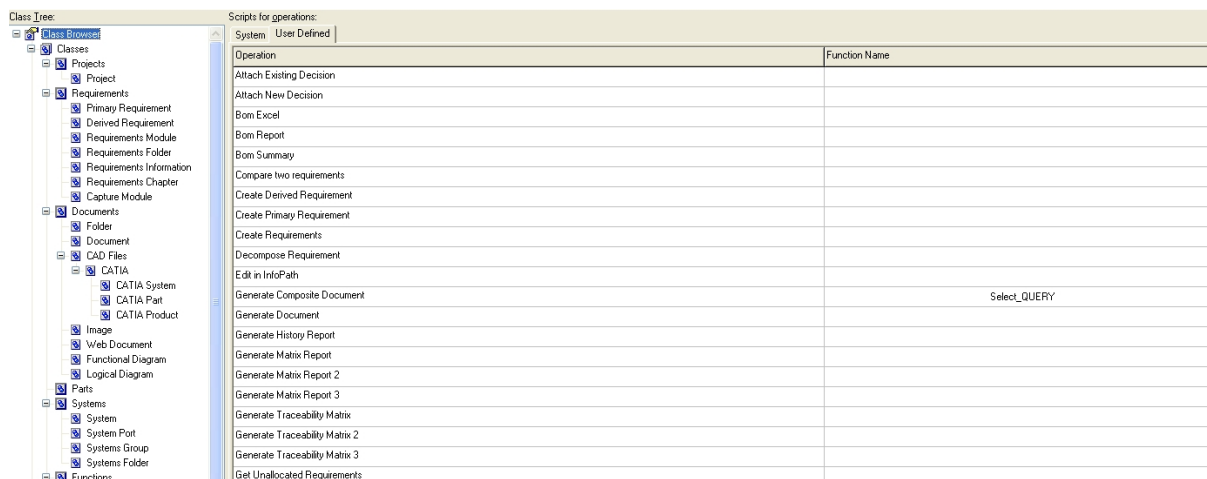 Class Tree:
Class Browser
Classes
Projects
Project
Requirements
Primary Requirement
Derived Requirement
Requirements Module
Requirements Folder
Requirements Information
Requirements Chapter
Capture Module
Documents
Folder
Document
CAD Files
CATIA
CATIA System
CATIA Part
CATIA Product
Image
Web Document
Functional Diagram
Logical Diagram
Parts
Systems
System
System Port
Systems Group
Systems Folder
Functions
Scripts for operations:
System User Defined
Operation Function Name
Attach Existing Decision
Attach New Decision
Bom Excel
Bom Report
Bom Summary
Compare two requirements
Create Derived Requirement
Create Primary Requirement
Create Requirements
Decompose Requirement
Edit in InfoPath
Generate Composite Document Select_QUERY
Generate Document
Generate History Report
Generate Matrix Report
Generate Matrix Report 2
Generate Matrix Report 3
Generate Traceability Matrix
Generate Traceability Matrix 2
Generate Traceability Matrix 3
Get Unallocated Requirements